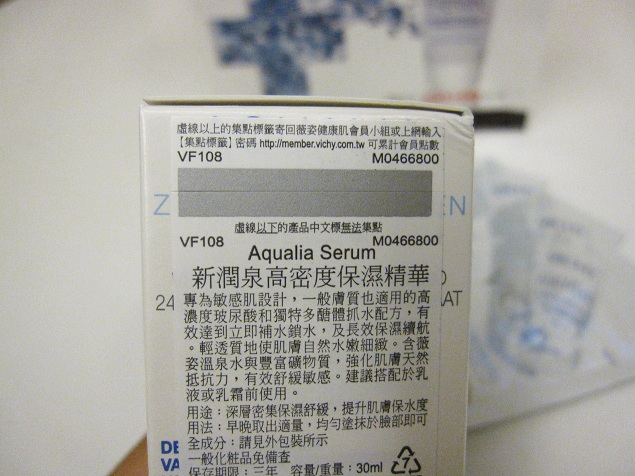 虛線以上的集點標籤寄回薇姿健康肌會員小組或上網輸入
【集點標籤】密碼 http://member.vichy.com.tw 可累計會員點數
VF108 M0466800
Z EN
虛線以下的產品中文標無法集點
VF108 M0466800
Aqualia Serum
新潤泉高密度保濕精華
24 AT
專為敏感肌設計，一般膚質也適用的高
濃度玻尿酸和獨特多醣體抓水配方，有
效達到立即補水鎖水，及長效保濕續航
。輕透質地使肌膚自然水嫩細緻。含薇
姿溫泉水與豐富礦物質，強化肌膚天然
抵抗力，有效舒緩敏感。建議搭配於乳
液或乳霜前使用。
用途：深層密集保濕舒緩，提升肌膚保水度
用法：早晚取出適量，均勻塗抹於臉部即可
全成分：請見外包裝所示
一般化粧品免備查
保存期限：三年 容量/重量：30ml
DE
VA
7